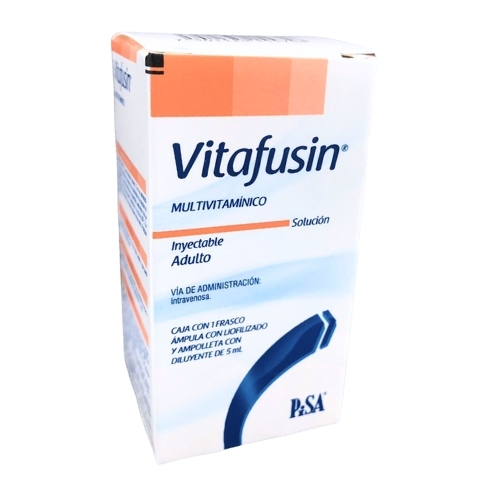 Vitafusin®
MULTIVITAMÍNICO
Solución
Inyectable
Adulto
VÍA DE ADMINISTRACIÓN:
Intravenosa.
CAJA CON 1 FRASCO
ÁMPULA CON LIOFILIZADO
Y AMPOLLETA CON
DILUYENTE DE 5 mL
PiSA®